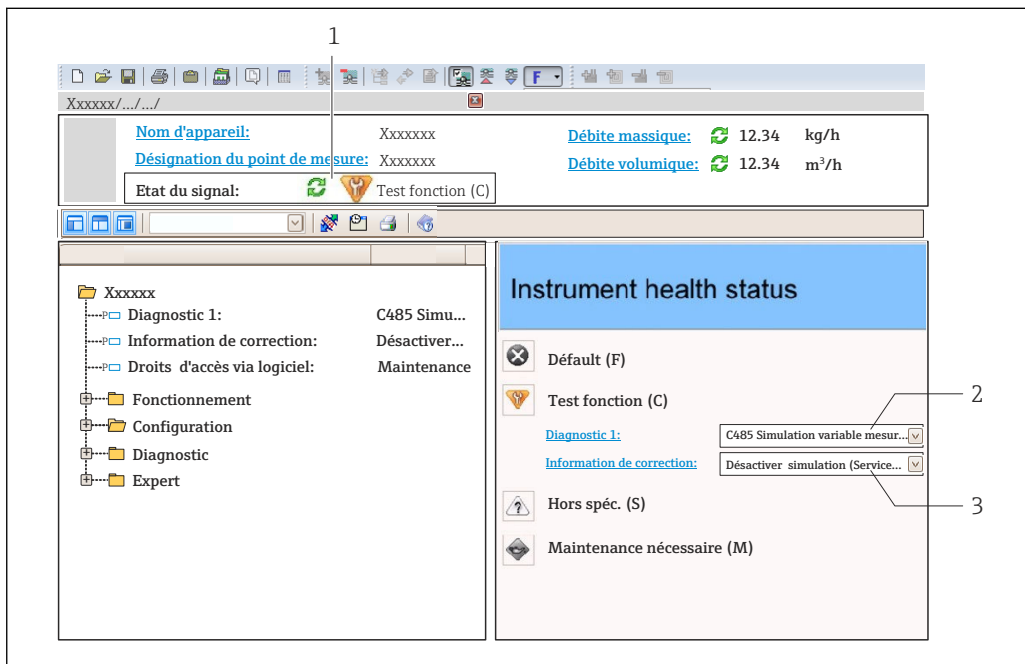 1
F
Xxxxxx/.../.../
Nom d'appareil: Xxxxxxx Débite massique: 12.34 kg/h
Désignation du point de mesure: Xxxxxxx Débite volumique: 12.34 m³/h
Etat du signal: Test fonction (C)
Xxxxxx
P Diagnostic 1: C485 Simu...
P Information de correction: Désactiver...
P Droits d'accès via logiciel: Maintenance
Fonctionnement
Configuration
Diagnostic
Expert
Instrument health status
Défault (F)
Test fonction (C)
Diagnostic 1: C485 Simulation variable mesur... 2
Information de correction: Désactiver simulation (Service... 3
Hors spéc. (S)
Maintenance nécessaire (M)